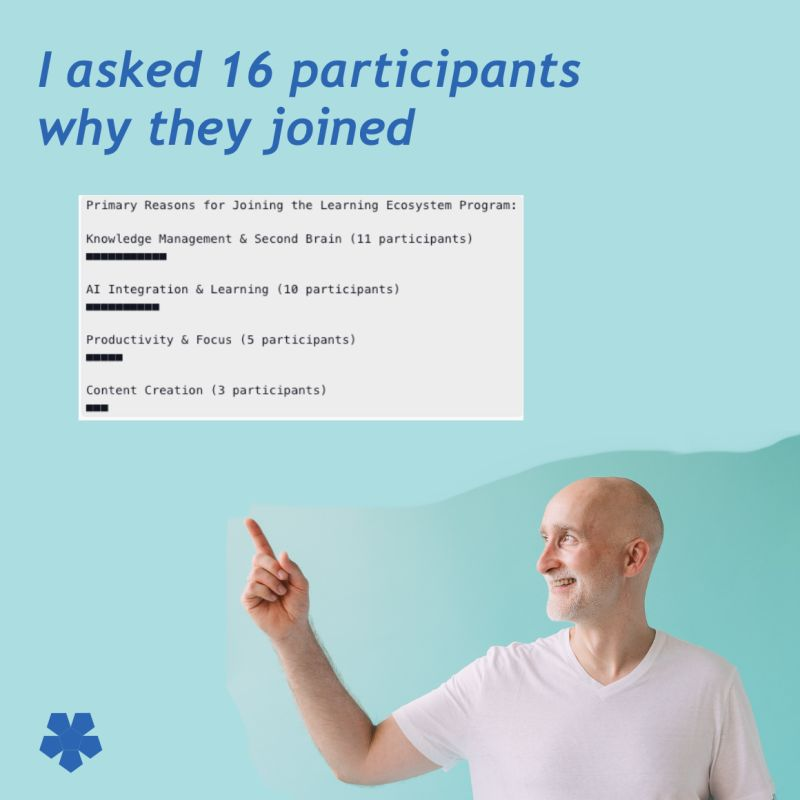 I asked 16 participants
why they joined
Primary Reasons for Joining the Learning Ecosystem Program:
Knowledge Management & Second Brain (11 participants)
AI Integration & Learning (10 participants)
Productivity & Focus (5 participants)
Content Creation (3 participants)